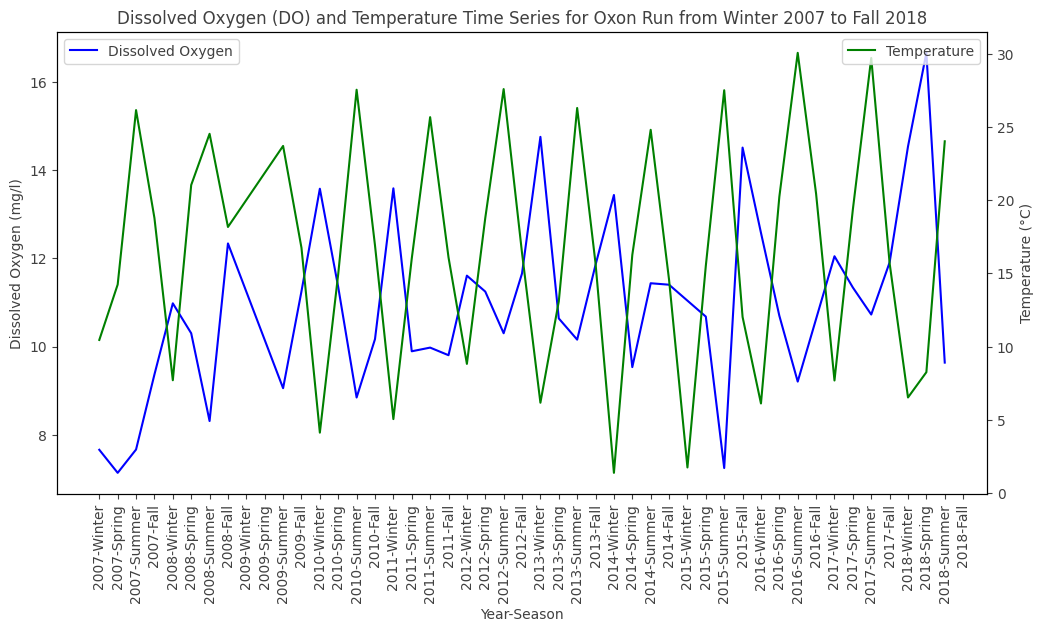 Dissolved Oxygen (DO) and Temperature Time Series for Oxon Run from Winter 2007 to Fall 2018
Dissolved Oxygen
Temperature
Dissolved Oxygen (mg/l)
16
14
12
10
8
30
25
20
15
10
5
0
Temperature (°C)
2007-Winter
2007-Spring
2007-Summer
2007-Fall
2008-Winter
2008-Spring
2008-Summer
2008-Fall
2009-Winter
2009-Spring
2009-Summer
2009-Fall
2010-Winter
2010-Spring
2010-Summer
2010-Fall
2011-Winter
2011-Spring
2011-Summer
2011-Fall
2012-Winter
2012-Spring
2012-Summer
2012-Fall
2013-Winter
2013-Spring
2013-Summer
2013-Fall
2014-Winter
2014-Spring
2014-Summer
2014-Fall
2015-Winter
2015-Spring
2015-Summer
2015-Fall
2016-Winter
2016-Spring
2016-Summer
2016-Fall
2017-Winter
2017-Spring
2017-Summer
2017-Fall
2018-Winter
2018-Spring
2018-Summer
2018-Fall
Year-Season